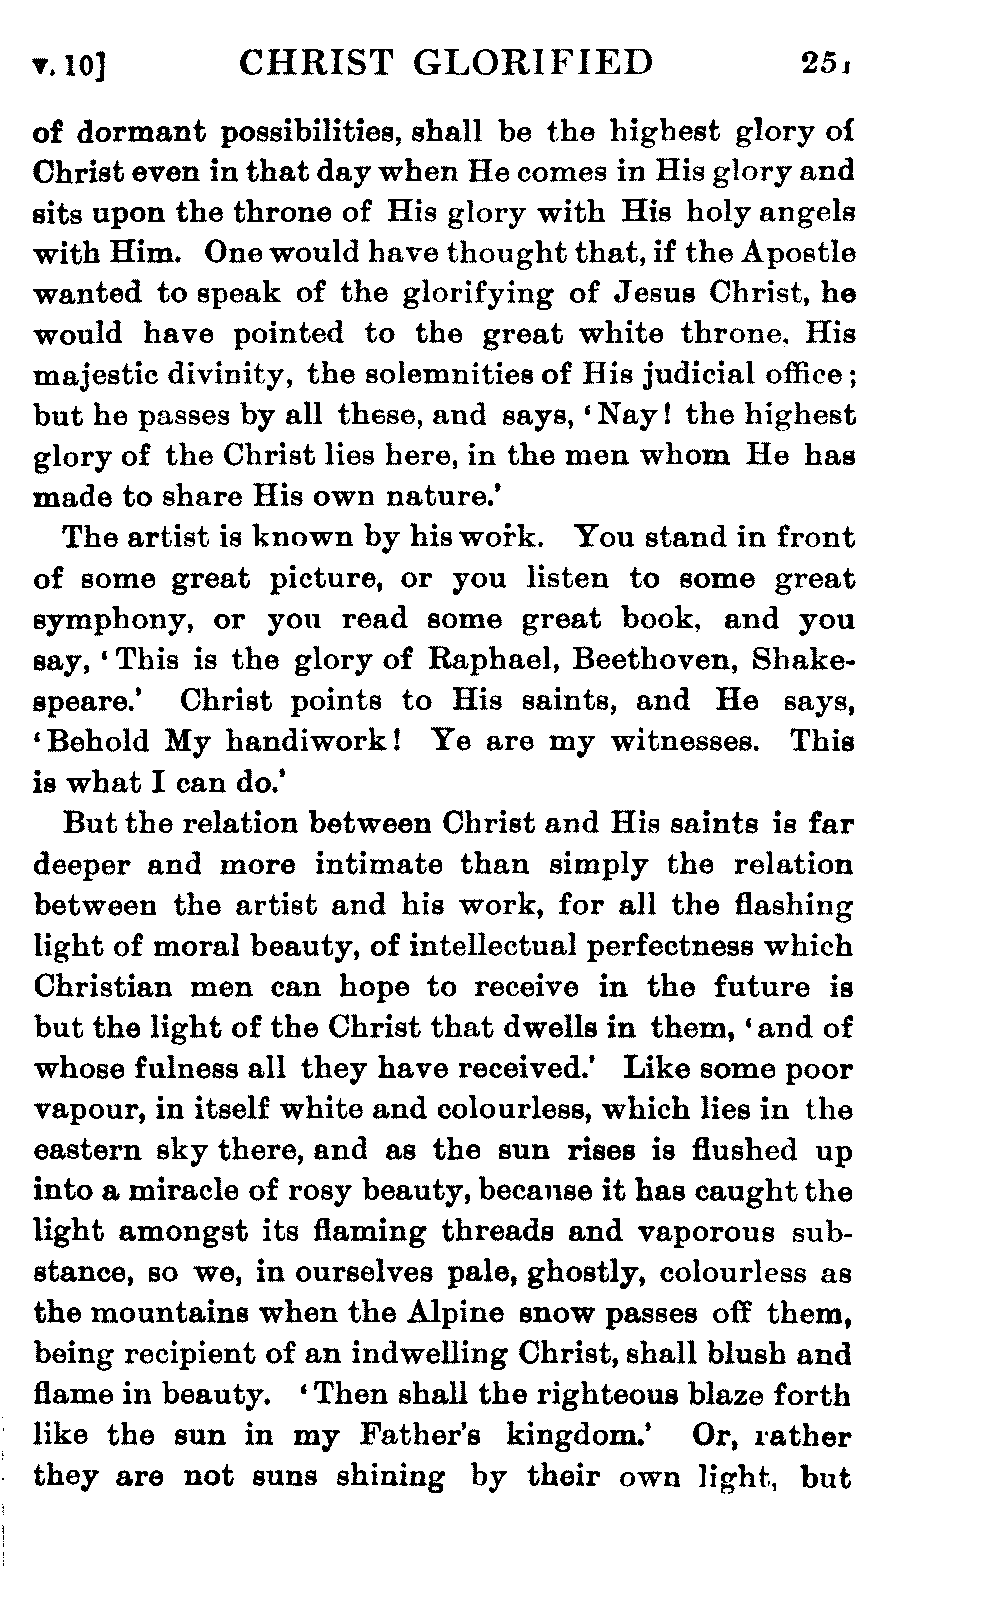 v. 10] CHRIST GLORIFIED 251
of dormant possibilities, shall be the highest glory of
Christ even in that day when He comes in His glory and
sits upon the throne of His glory with His holy angels
with Him. One would have thought that, if the Apostle
wanted to speak of the glorifying of Jesus Christ, he
would have pointed to the great white throne, His
majestic divinity, the solemnities of His judicial office;
but he passes by all these, and says, ‘Nay! the highest
glory of the Christ lies here, in the men whom He has
made to share His own nature.’
The artist is known by his work. You stand in front
of some great picture, or you listen to some great
symphony, or you read some great book, and you
say, ‘This is the glory of Raphael, Beethoven, Shake-
speare.’ Christ points to His saints, and He says,
‘Behold My handiwork! Ye are my witnesses. This
is what I can do.’
But the relation between Christ and His saints is far
deeper and more intimate than simply the relation
between the artist and his work, for all the flashing
light of moral beauty, of intellectual perfectness which
Christian men can hope to receive in the future is
but the light of the Christ that dwells in them, ‘and of
whose fulness all they have received.’ Like some poor
vapour, in itself white and colourless, which lies in the
eastern sky there, and as the sun rises is flushed up
into a miracle of rosy beauty, because it has caught the
light amongst its flaming threads and vaporous sub-
stance, so we, in ourselves pale, ghostly, colourless as
the mountains when the Alpine snow passes off them,
being recipient of an indwelling Christ, shall blush and
flame in beauty. ‘Then shall the righteous blaze forth
like the sun in my Father’s kingdom.’ Or, rather
they are not suns shining by their own light, but